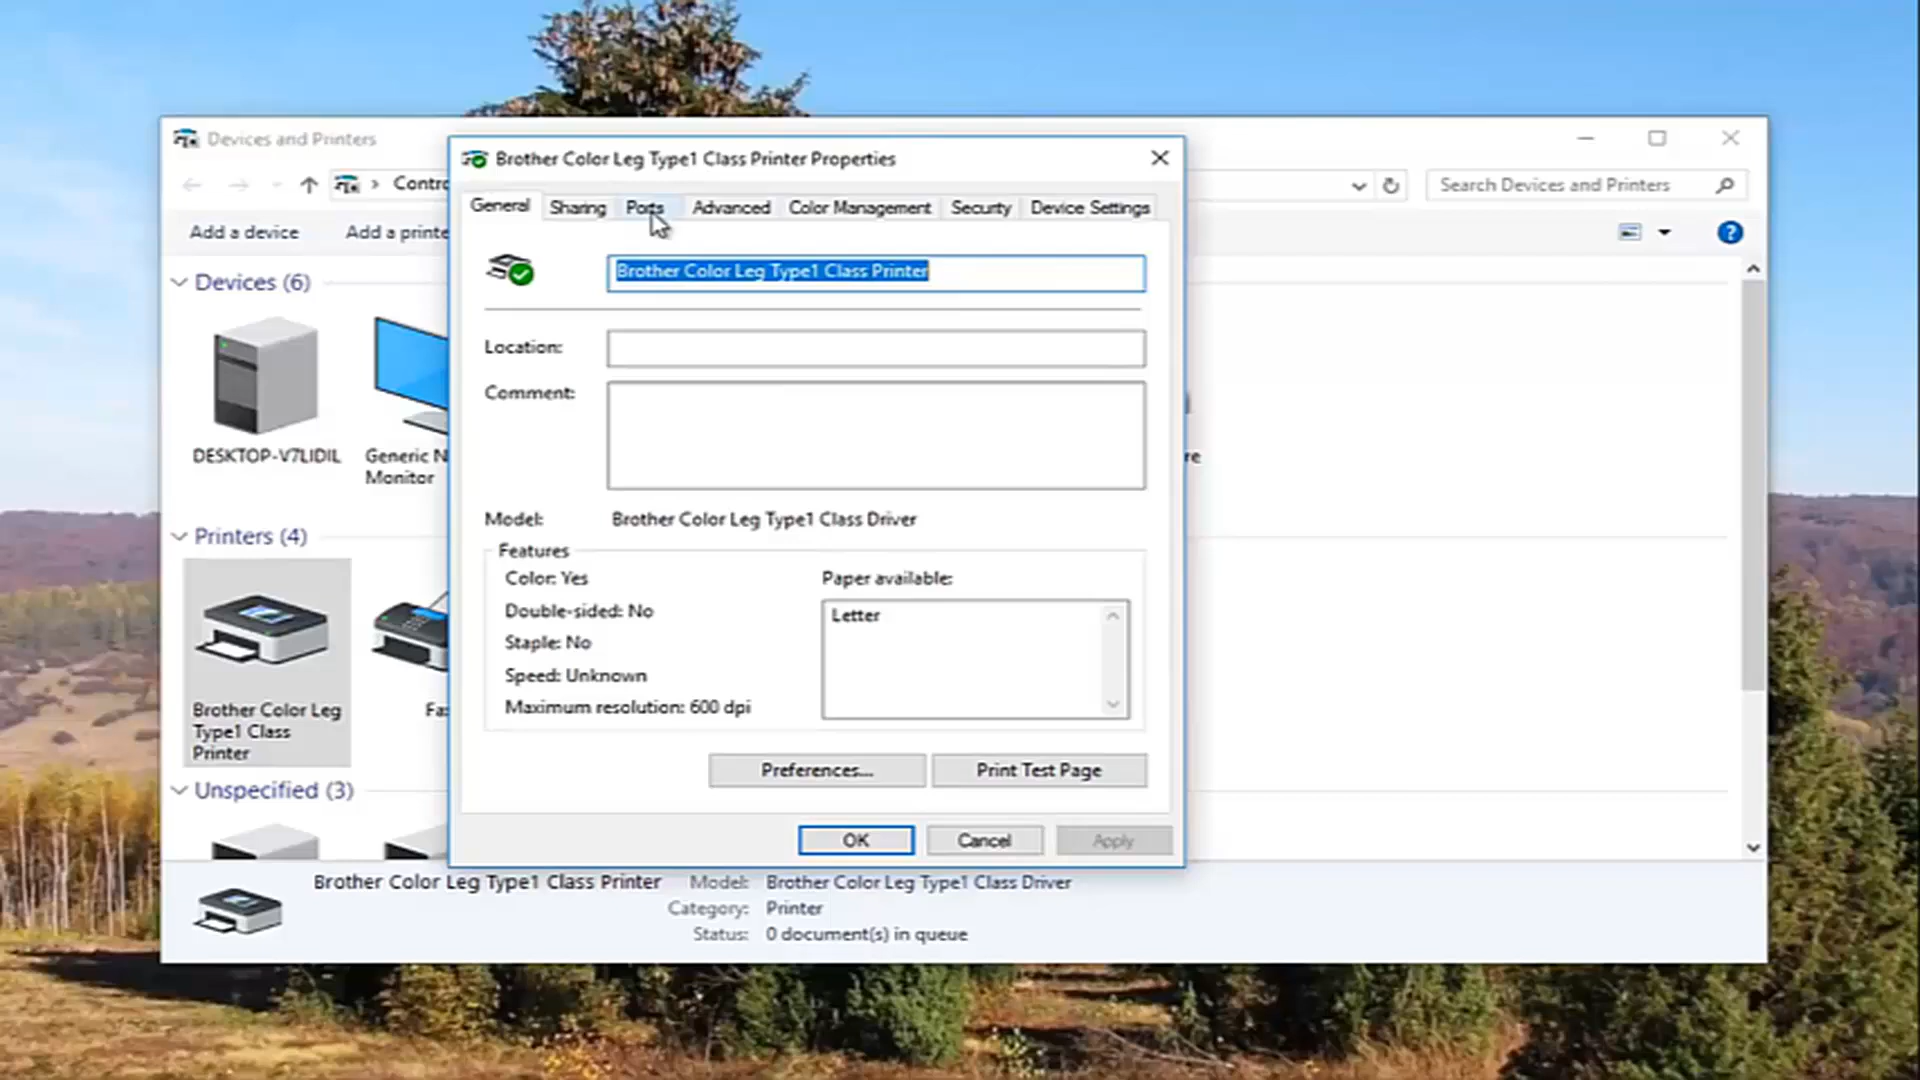 Devices and Printers
Contro
Search Devices and Printers
Add a device
Add a printe
?
Devices (6)
DESKTOP-V7LIDIL
Generic N
Monitor
re
Printers (4)
Brother Color Leg
Type1 Class
Printer
Fa
Unspecified (3)
Brother Color Leg Type1 Class Printer Properties
General
Sharing
Ports
Advanced
Color Management
Security
Device Settings
Brother Color Leg Type1 Class Printer
Location:
Comment:
Model: Brother Color Leg Type1 Class Driver
Features
Color: Yes
Double-sided: No
Staple: No
Speed: Unknown
Maximum resolution: 600 dpi
Paper available:
Letter
Preferences...
Print Test Page
OK
Cancel
Apply
Brother Color Leg Type1 Class Printer
Model: Brother Color Leg Type1 Class Driver
Category: Printer
Status: 0 document(s) in queue